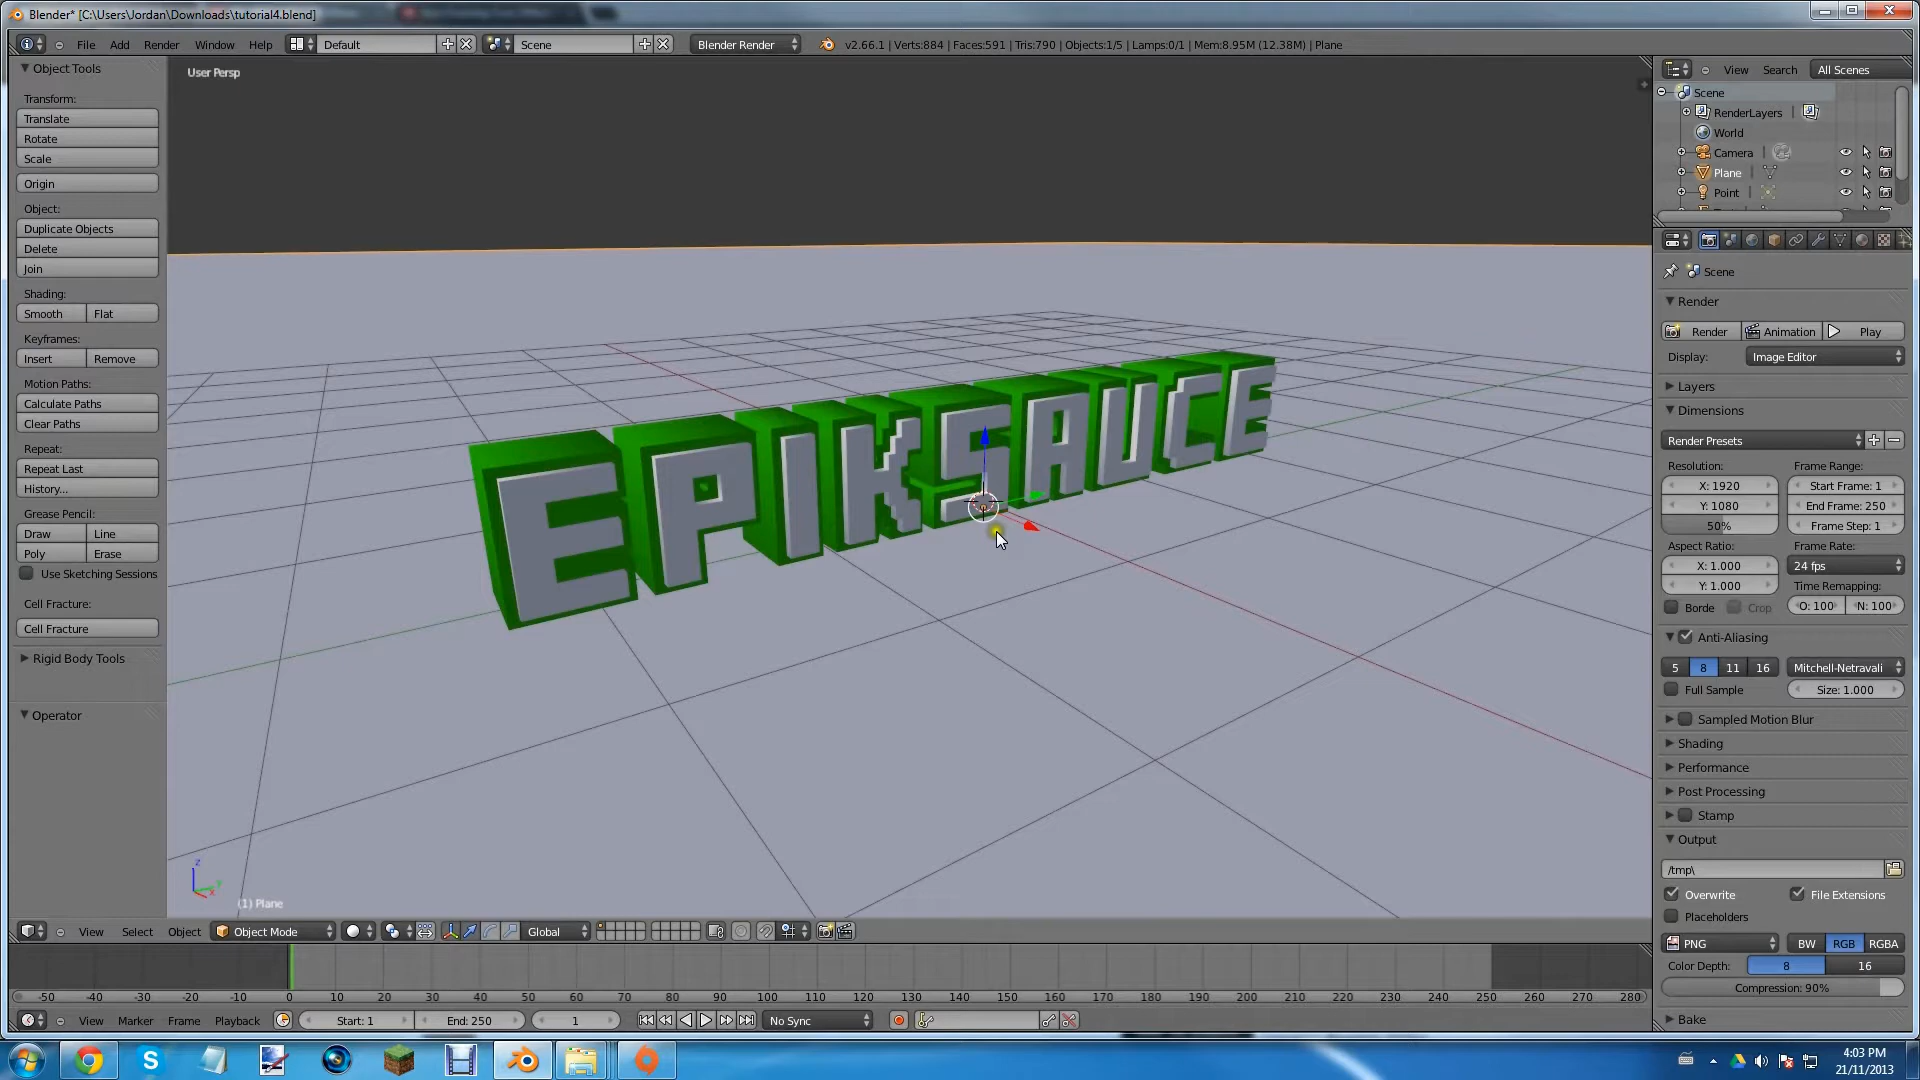 Blender* [C:\Users\Jordan\Downloads\tutorial4.blend]
File Add Render Window Help Default Scene Blender Render v2.66.1 | Verts:884 | Faces:591 | Tris:790 | Objects:1/5 | Lamps:0/1 | Mem:8.95M (12.38M) | Plane
Object Tools
Transform:
Translate
Rotate
Scale
Origin
Object:
Duplicate Objects
Delete
Join
Shading:
Smooth Flat
Keyframes:
Insert Remove
Motion Paths:
Calculate Paths
Clear Paths
Repeat:
Repeat Last
History...
Grease Pencil:
Draw Line
Poly Erase
Use Sketching Sessions
Cell Fracture:
Cell Fracture
Rigid Body Tools
Operator
User Persp
EPIKSAUCE
z
y
x
(1) Plane
View Search All Scenes
Scene
RenderLayers
World
Camera
Plane
Point
Scene
Render
Render Animation Play
Display: Image Editor
Layers
Dimensions
Render Presets
Resolution: Frame Range:
X: 1920 Start Frame: 1
Y: 1080 End Frame: 250
50% Frame Step: 1
Aspect Ratio: Frame Rate:
X: 1.000 24 fps
Y: 1.000 Time Remapping:
Borde Crop O: 100 N: 100
Anti-Aliasing
5 8 11 16 Mitchell-Netravali
Full Sample Size: 1.000
Sampled Motion Blur
Shading
Performance
Post Processing
Stamp
Output
/tmp\
Overwrite File Extensions
Placeholders
PNG BW RGB RGBA
Color Depth: 8 16
Compression: 90%
Bake
View Select Object Object Mode Global
-50 -40 -30 -20 -10 0 10 20 30 40 50 60 70 80 90 100 110 120 130 140 150 160 170 180 190 200 210 220 230 240 250 260 270 280
View Marker Frame Playback Start: 1 End: 250 1 No Sync
4:03 PM
21/11/2013